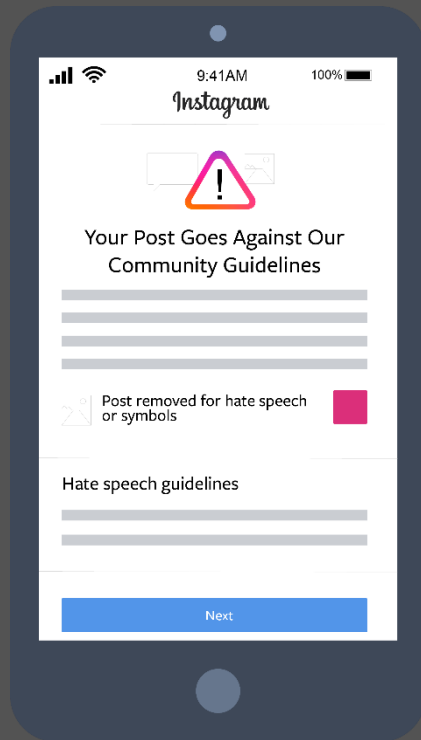 9:41AM 100%
Instagram
!
Your Post Goes Against Our
Community Guidelines
Post removed for hate speech
or symbols
Hate speech guidelines
Next